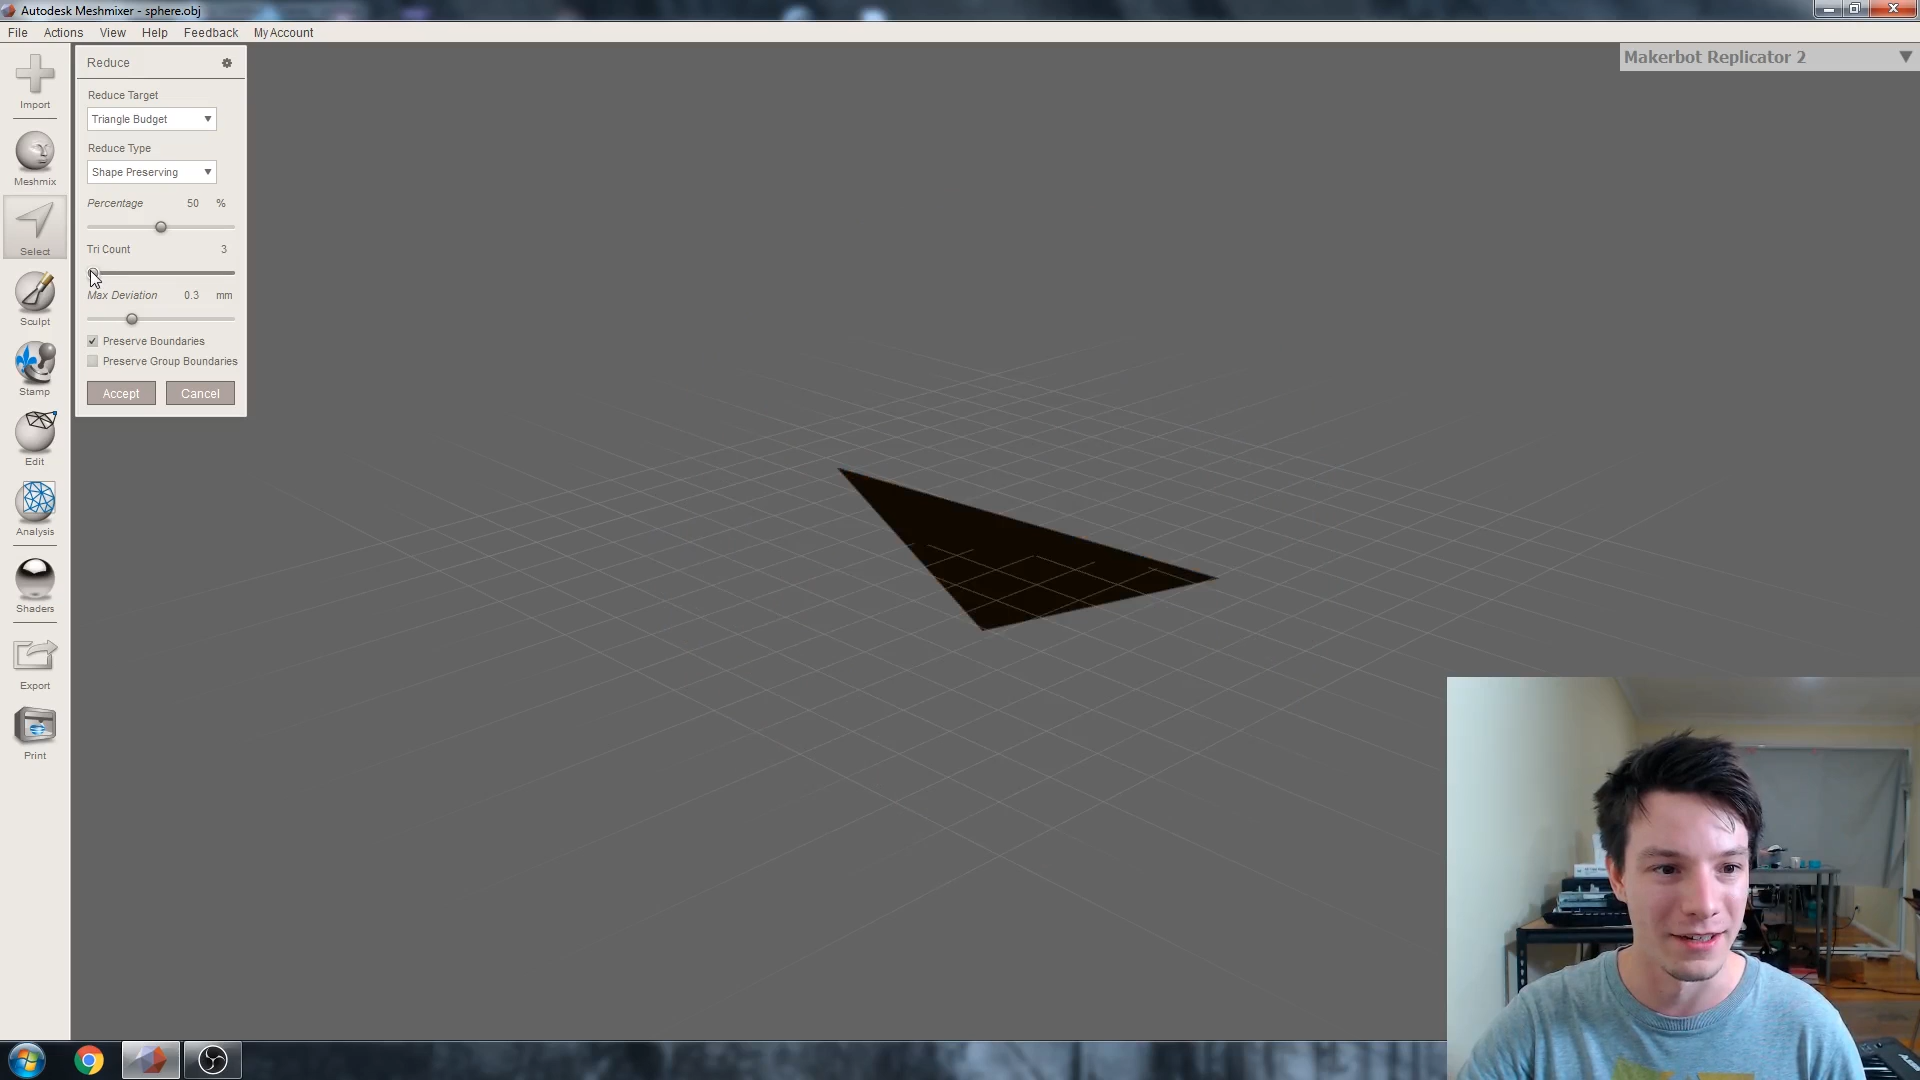 Autodesk Meshmixer - sphere.obj
File Actions View Help Feedback My Account
Makerbot Replicator 2
Import
Meshmix
Select
Sculpt
Stamp
Edit
Analysis
Shaders
Export
Print
Reduce
Reduce Target
Triangle Budget
Reduce Type
Shape Preserving
Percentage 50 %
Tri Count 3
Max Deviation 0.3 mm
Preserve Boundaries
Preserve Group Boundaries
Accept Cancel